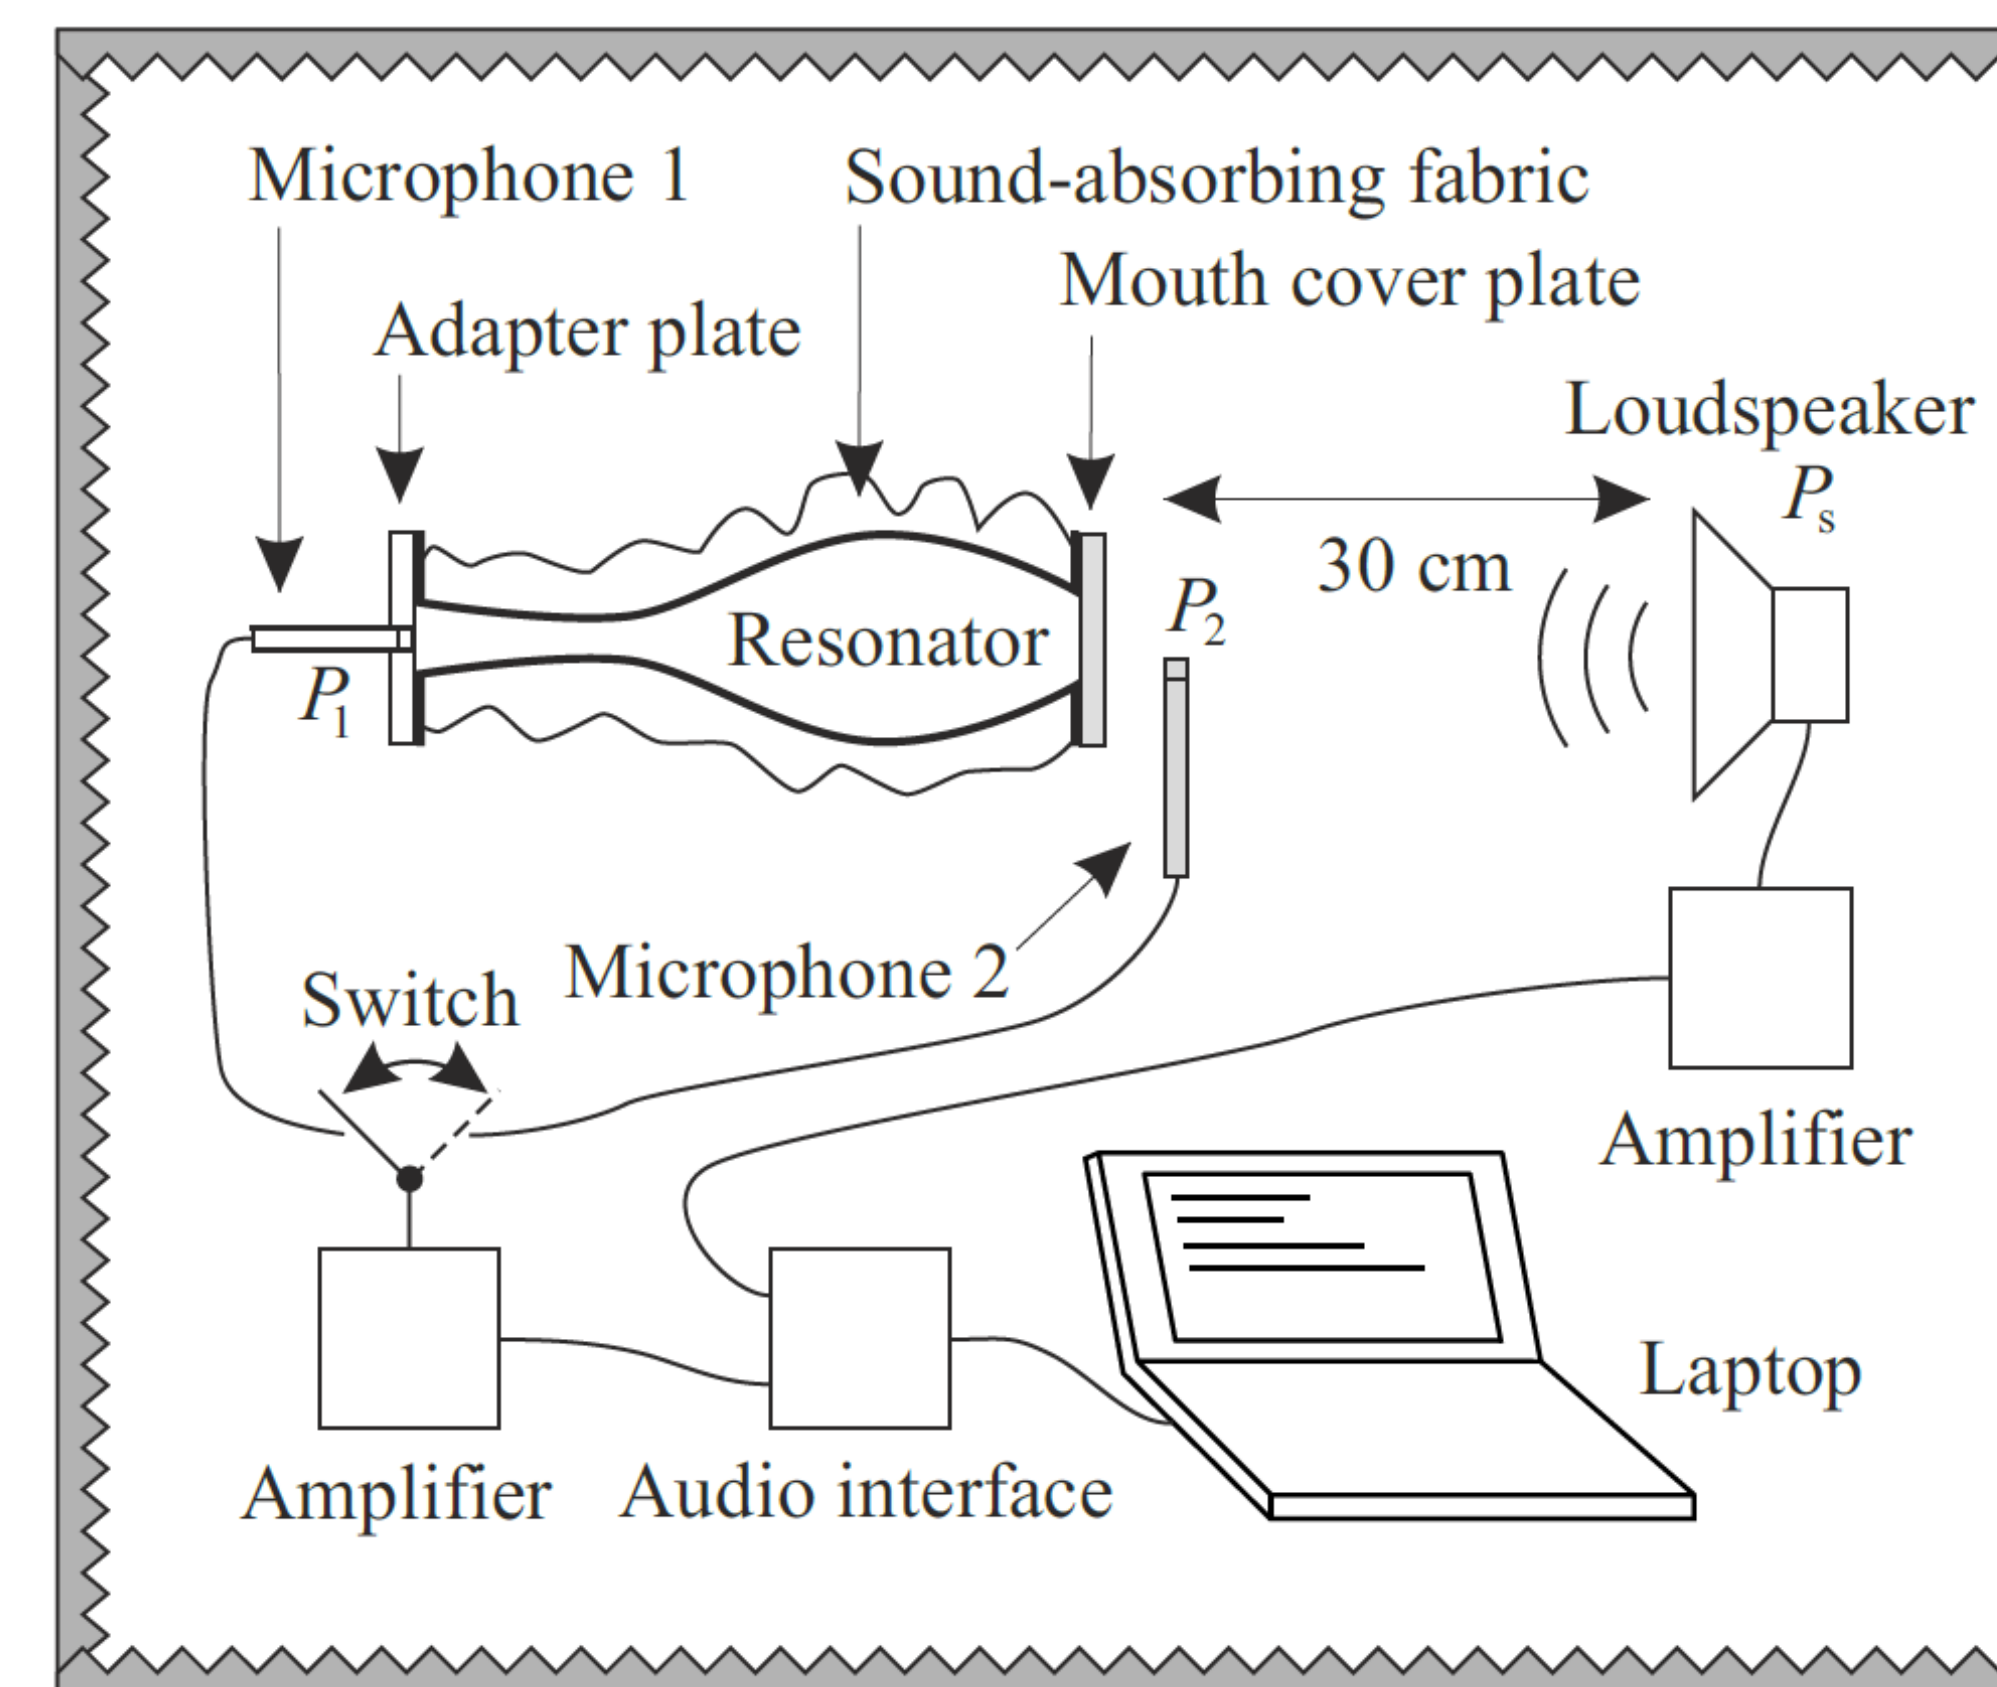 Microphone 1
Sound-absorbing fabric
Mouth cover plate
Adapter plate
Loudspeaker
Ps
30 cm
P2
Resonator
P1
Microphone 2
Switch
Amplifier
Laptop
Amplifier
Audio interface